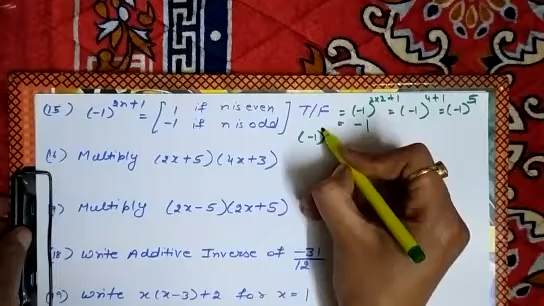 (15) (-1)^{2n+1} = [1 if n is even -1 if n is odd] T/F = (-1)^{2x2+1} = (-1)^{4+1} = (-1)^5
= -1
(-1)
(16) Multiply (2x+5)(4x+3)
Multiply (2x-5)(2x+5)
(18) Write Additive Inverse of -31/12
(19) Write x(x-3)+2 for x=1